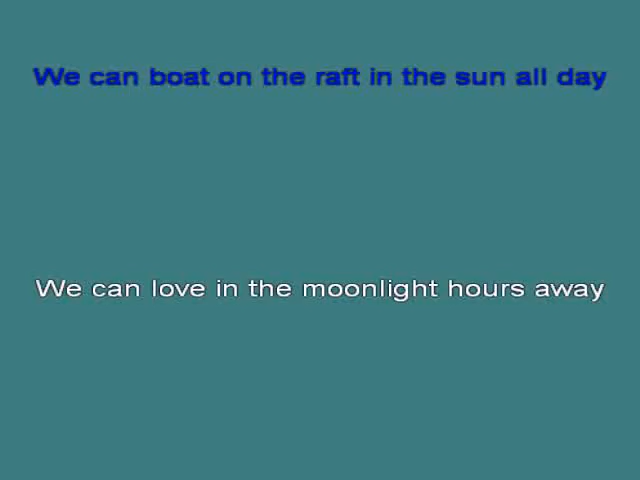 We can boat on the raft in the sun all day
We can love in the moonlight hours away